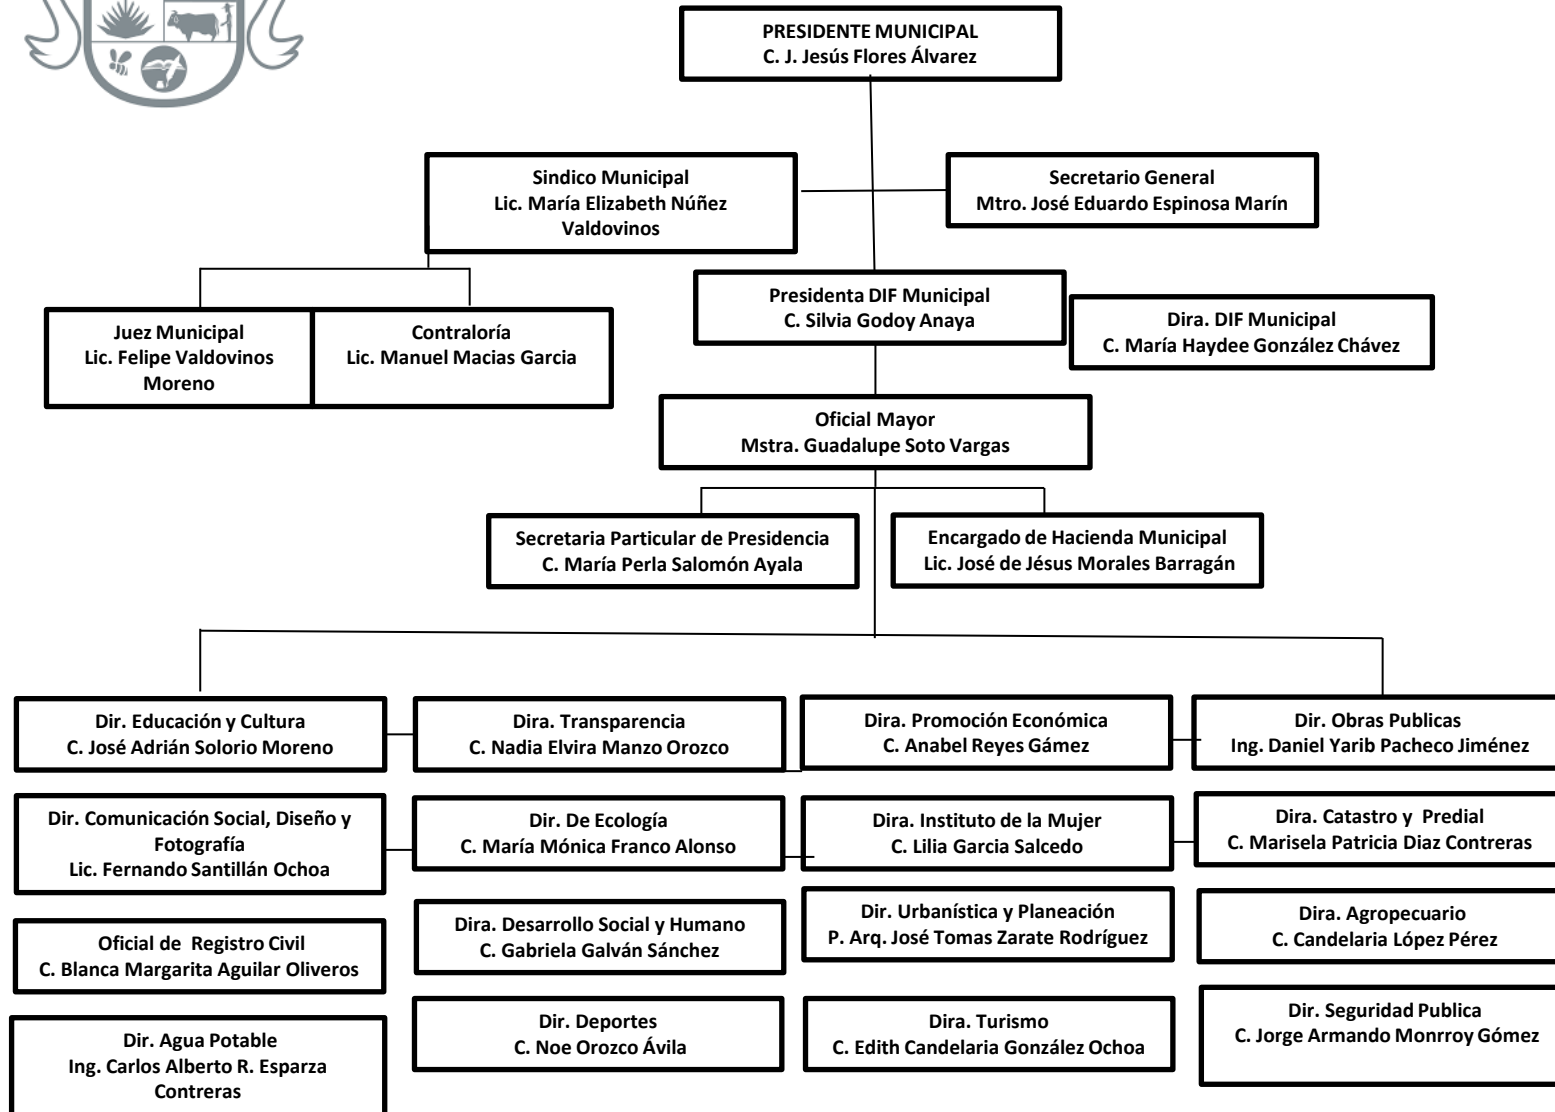 PRESIDENTE MUNICIPAL
C. J. Jesús Flores Álvarez
Sindico Municipal
Lic. María Elizabeth Núñez
Valdovinos
Secretario General
Mtro. José Eduardo Espinosa Marín
Presidenta DIF Municipal
C. Silvia Godoy Anaya
Dira. DIF Municipal
C. María Haydee González Chávez
Juez Municipal
Lic. Felipe Valdovinos
Moreno
Contraloría
Lic. Manuel Macias Garcia
Oficial Mayor
Mstra. Guadalupe Soto Vargas
Secretaria Particular de Presidencia
C. María Perla Salomón Ayala
Encargado de Hacienda Municipal
Lic. José de Jésus Morales Barragán
Dir. Educación y Cultura
C. José Adrián Solorio Moreno
Dira. Transparencia
C. Nadia Elvira Manzo Orozco
Dira. Promoción Económica
C. Anabel Reyes Gámez
Dir. Obras Publicas
Ing. Daniel Yarib Pacheco Jiménez
Dir. Comunicación Social, Diseño y
Fotografía
Lic. Fernando Santillán Ochoa
Dir. De Ecología
C. María Mónica Franco Alonso
Dira. Instituto de la Mujer
C. Lilia Garcia Salcedo
Dira. Catastro y Predial
C. Marisela Patricia Diaz Contreras
Oficial de Registro Civil
C. Blanca Margarita Aguilar Oliveros
Dira. Desarrollo Social y Humano
C. Gabriela Galván Sánchez
Dir. Urbanística y Planeación
P. Arq. José Tomas Zarate Rodríguez
Dira. Agropecuario
C. Candelaria López Pérez
Dir. Agua Potable
Ing. Carlos Alberto R. Esparza
Contreras
Dir. Deportes
C. Noe Orozco Ávila
Dira. Turismo
C. Edith Candelaria González Ochoa
Dir. Seguridad Publica
C. Jorge Armando Monrroy Gómez